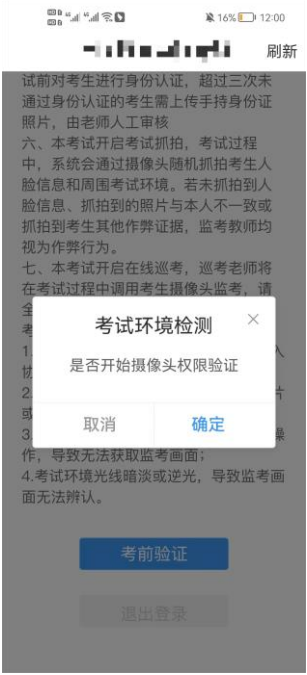 16% 12:00
刷新
试前对考生进行身份认证，超过三次未
通过身份认证的考生需上传手持身份证
照片，由老师人工审核
六、本考试开启考试抓拍，考试过程
中，系统会通过摄像头随机抓拍考生人
脸信息和周围考试环境。若未抓拍到人
脸信息、抓拍到的照片与本人不一致或
抓拍到考生其他作弊证据，监考教师均
视为作弊行为。
七、本考试开启在线巡考，巡考老师将
在考试过程中调用考生摄像头监考，请
考试环境检测
是否开始摄像头权限验证
取消 确定
作，导致无法获取监考画面；
4.考试环境光线暗淡或逆光，导致监考画
面无法辨认。
考前验证
退出登录